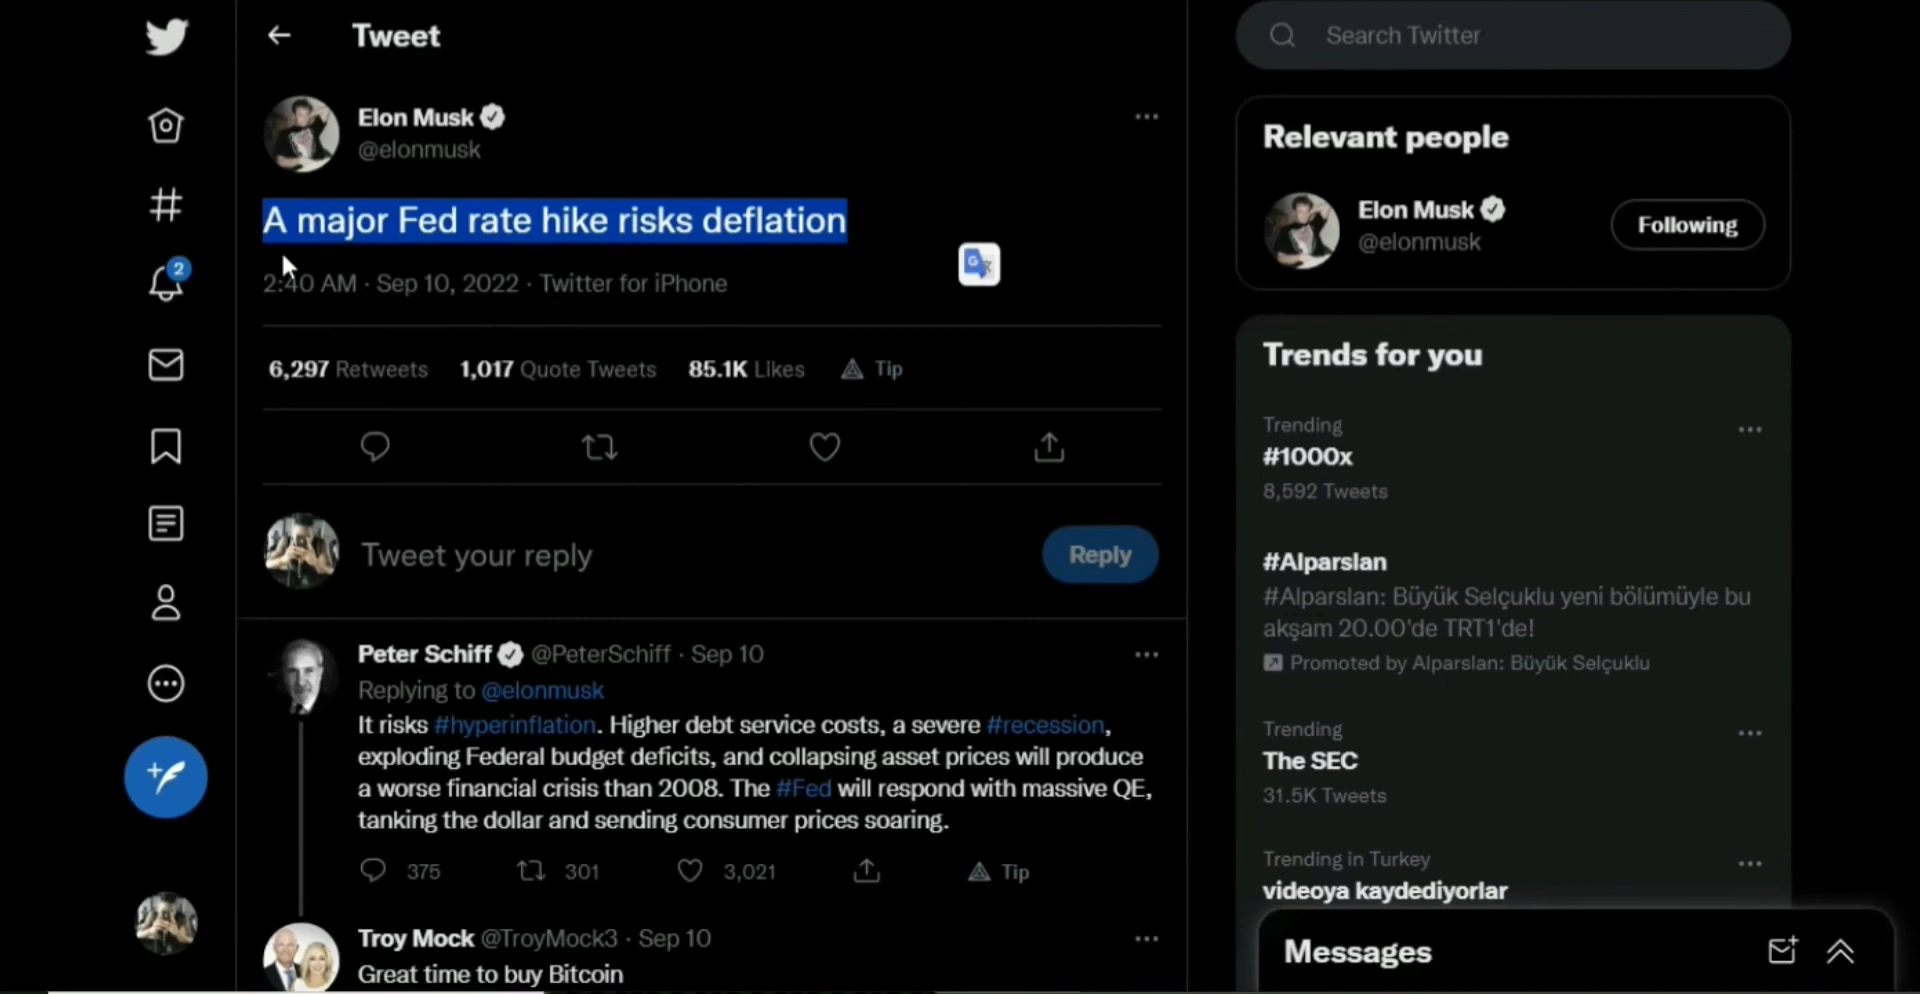 Tweet
Elon Musk
@elonmusk
A major Fed rate hike risks deflation
2:40 AM · Sep 10, 2022 · Twitter for iPhone
6,297 Retweets 1,017 Quote Tweets 85.1K Likes Tip
Tweet your reply
Reply
Peter Schiff @PeterSchiff · Sep 10
Replying to @elonmusk
It risks #hyperinflation. Higher debt service costs, a severe #recession,
exploding Federal budget deficits, and collapsing asset prices will produce
a worse financial crisis than 2008. The #Fed will respond with massive QE,
tanking the dollar and sending consumer prices soaring.
375 301 3,021 Tip
Troy Mock @TroyMock3 · Sep 10
Great time to buy Bitcoin
2
Search Twitter
Relevant people
Elon Musk
@elonmusk
Following
Trends for you
Trending
#1000x
8,592 Tweets
#Alparslan
#Alparslan: Büyük Selçuklu yeni bölümüyle bu
akşam 20.00'de TRT1'de!
Promoted by Alparslan: Büyük Selçuklu
Trending
The SEC
31.5K Tweets
Trending in Turkey
videoya kaydediyorlar
Messages